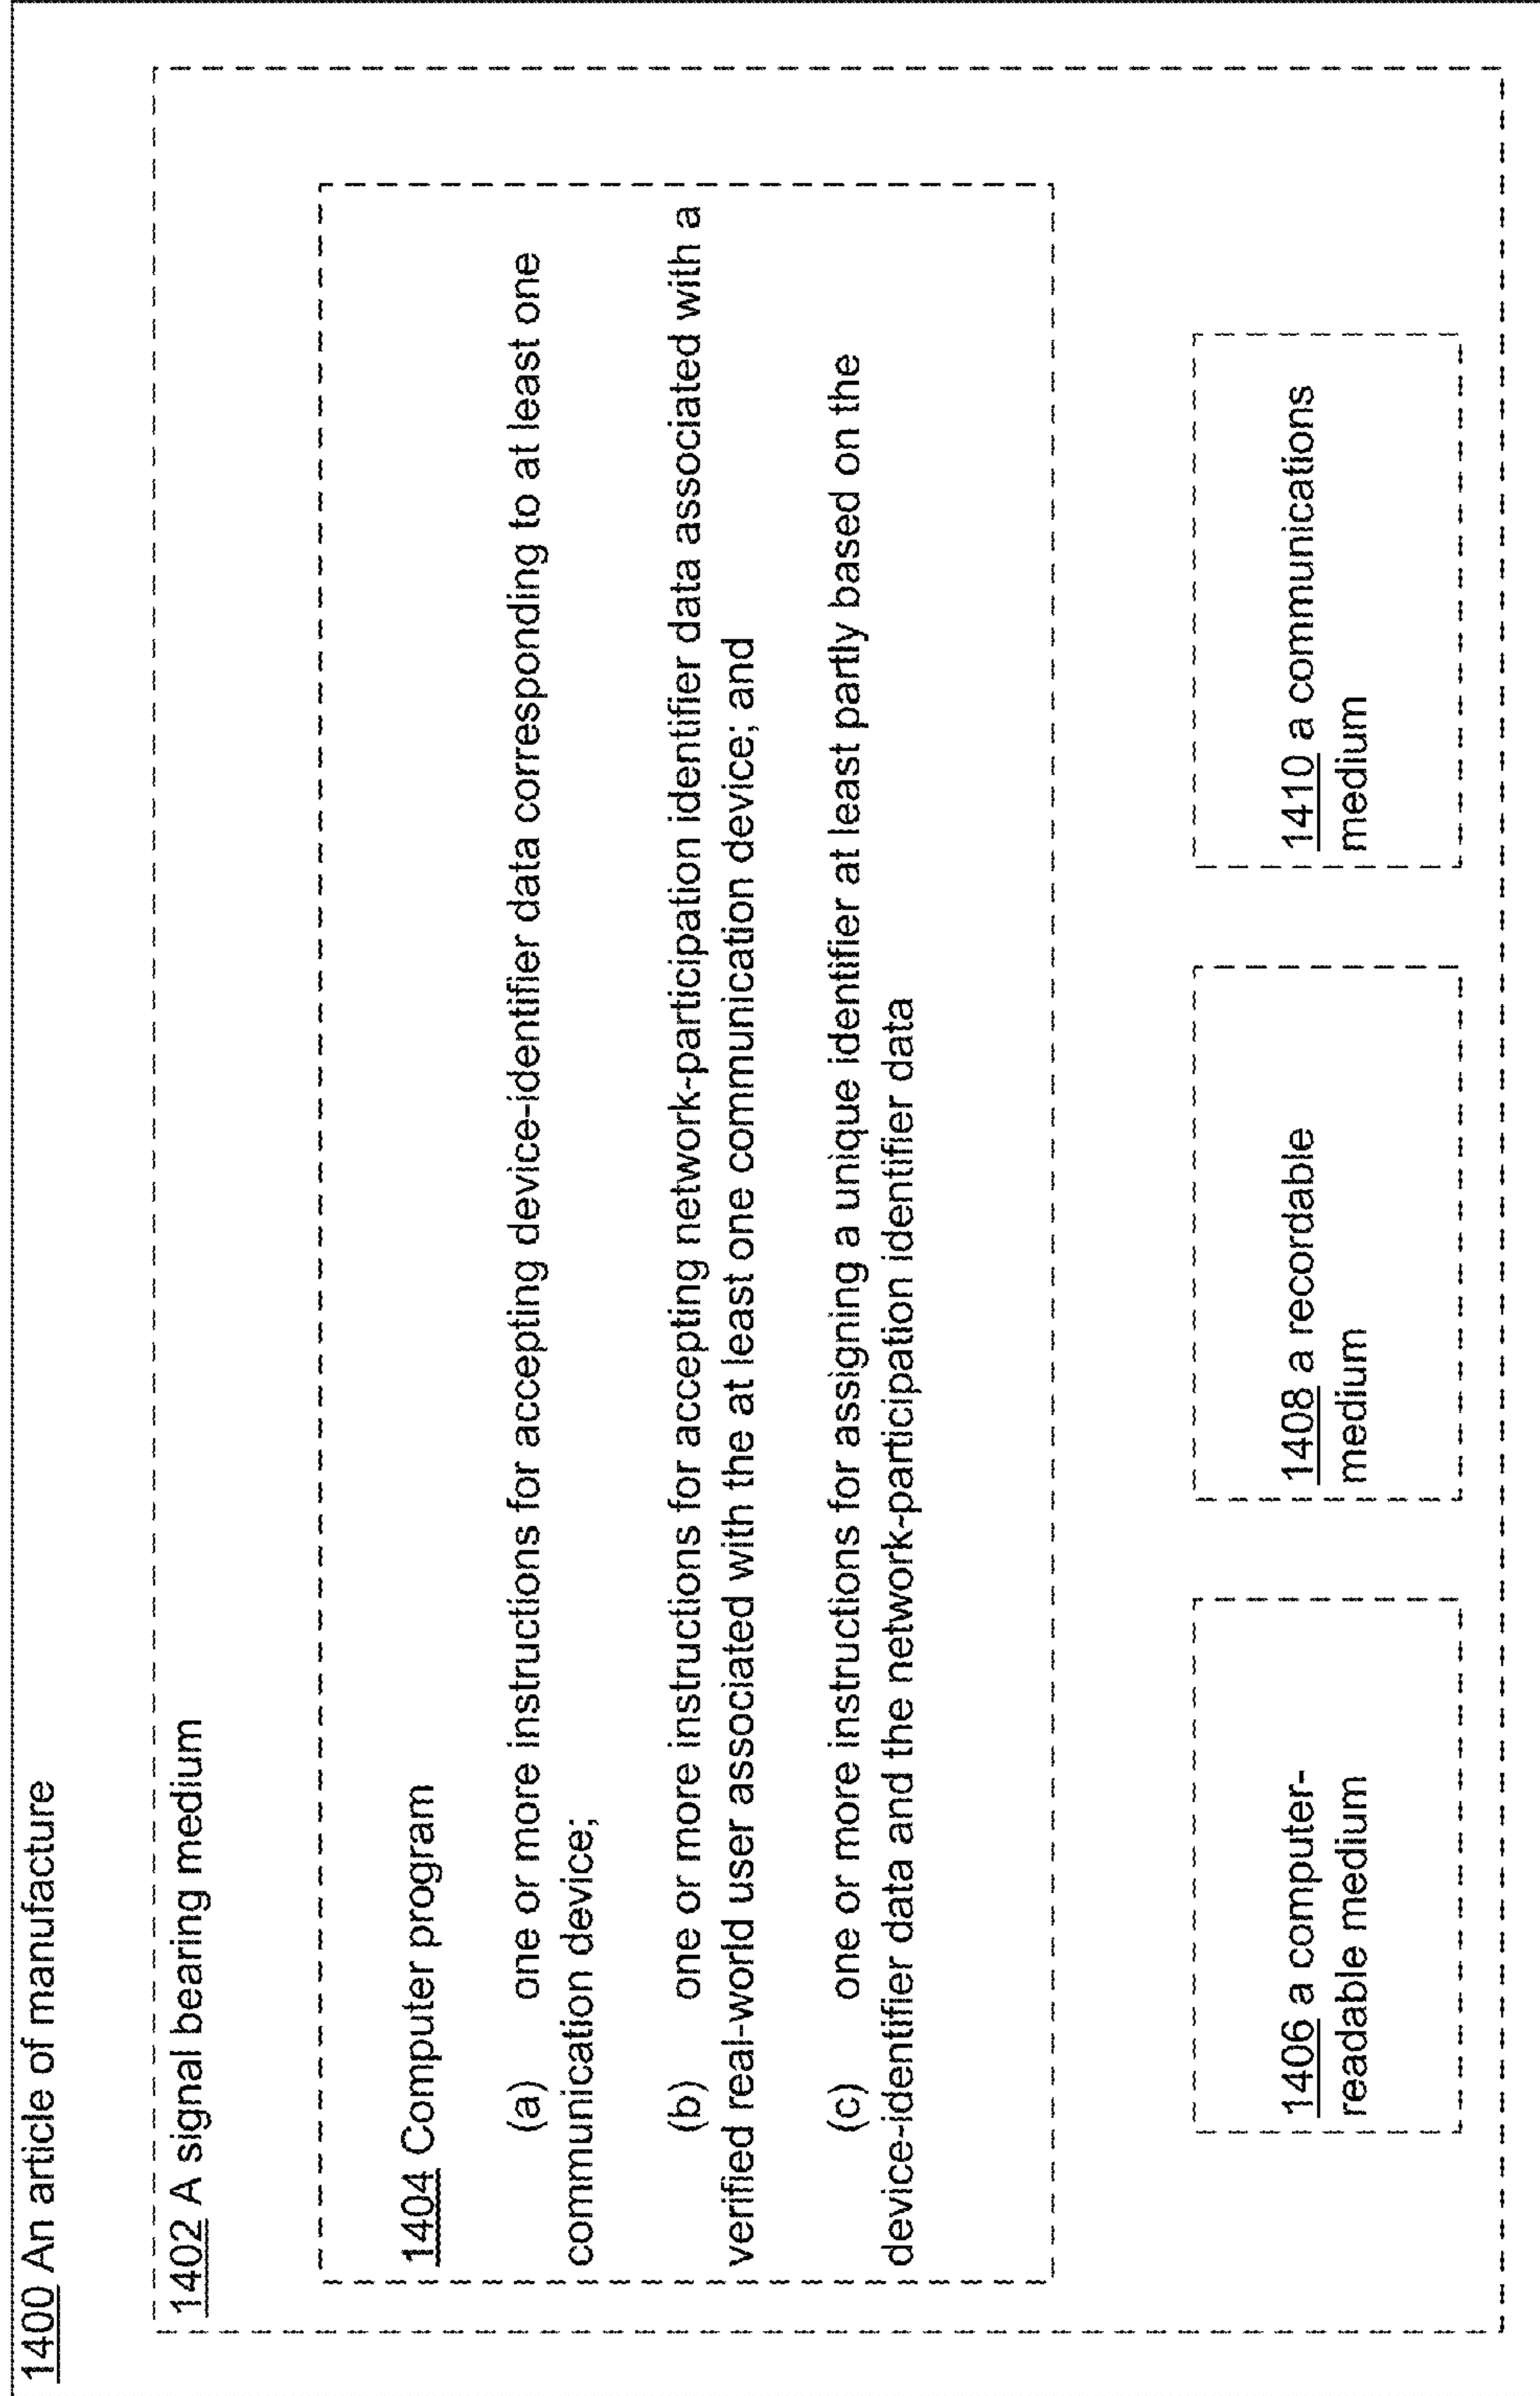 1400 An article of manufacture
1402 A signal bearing medium
1404 Computer program
(a) one or more instructions for accepting device-identifier data corresponding to at least one
communication device;
(b) one or more instructions for accepting network-participation identifier data associated with a
verified real-world user associated with the at least one communication device; and
(c) one or more instructions for assigning a unique identifier at least partly based on the
device-identifier data and the network-participation identifier data
1406 a computer-
readable medium
1408 a recordable
medium
1410 a communications
medium